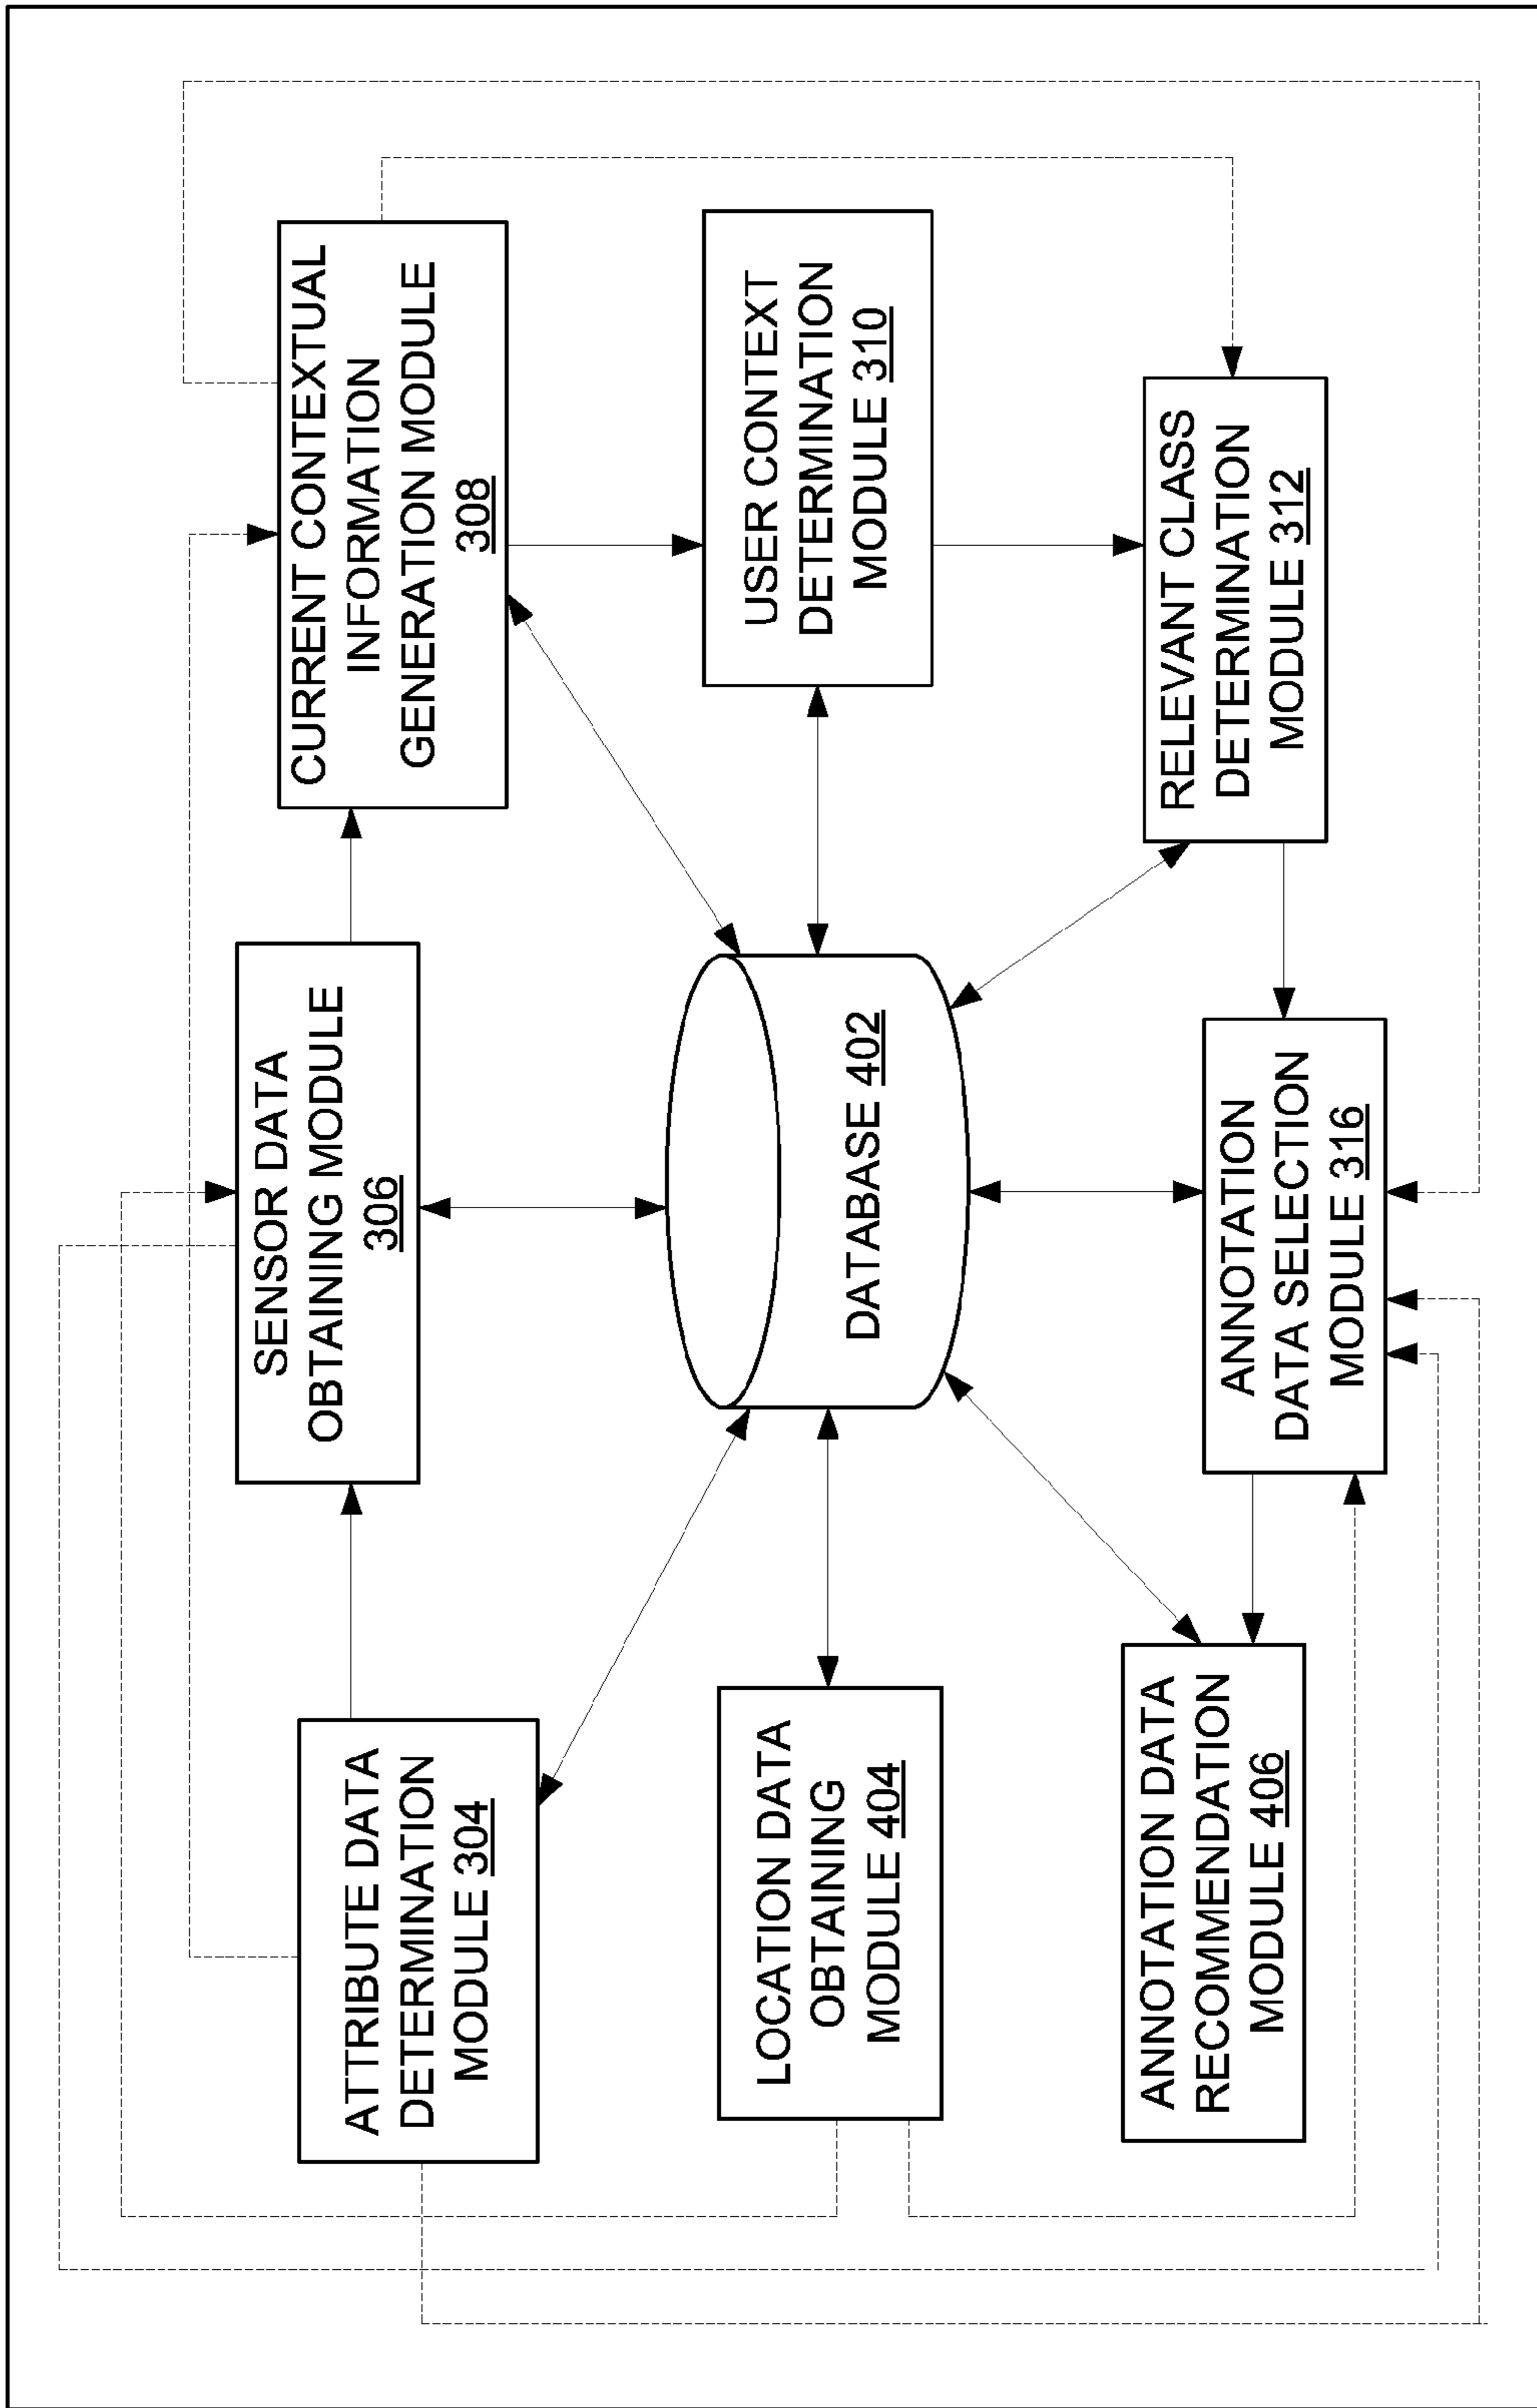 ATTRIBUTE DATA
DETERMINATION
MODULE 304
SENSOR DATA
OBTAINING MODULE
306
CURRENT CONTEXTUAL
INFORMATION
GENERATION MODULE
308
LOCATION DATA
OBTAINING
MODULE 404
DATABASE 402
USER CONTEXT
DETERMINATION
MODULE 310
ANNOTATION DATA
RECOMMENDATION
MODULE 406
ANNOTATION
DATA SELECTION
MODULE 316
RELEVANT CLASS
DETERMINATION
MODULE 312